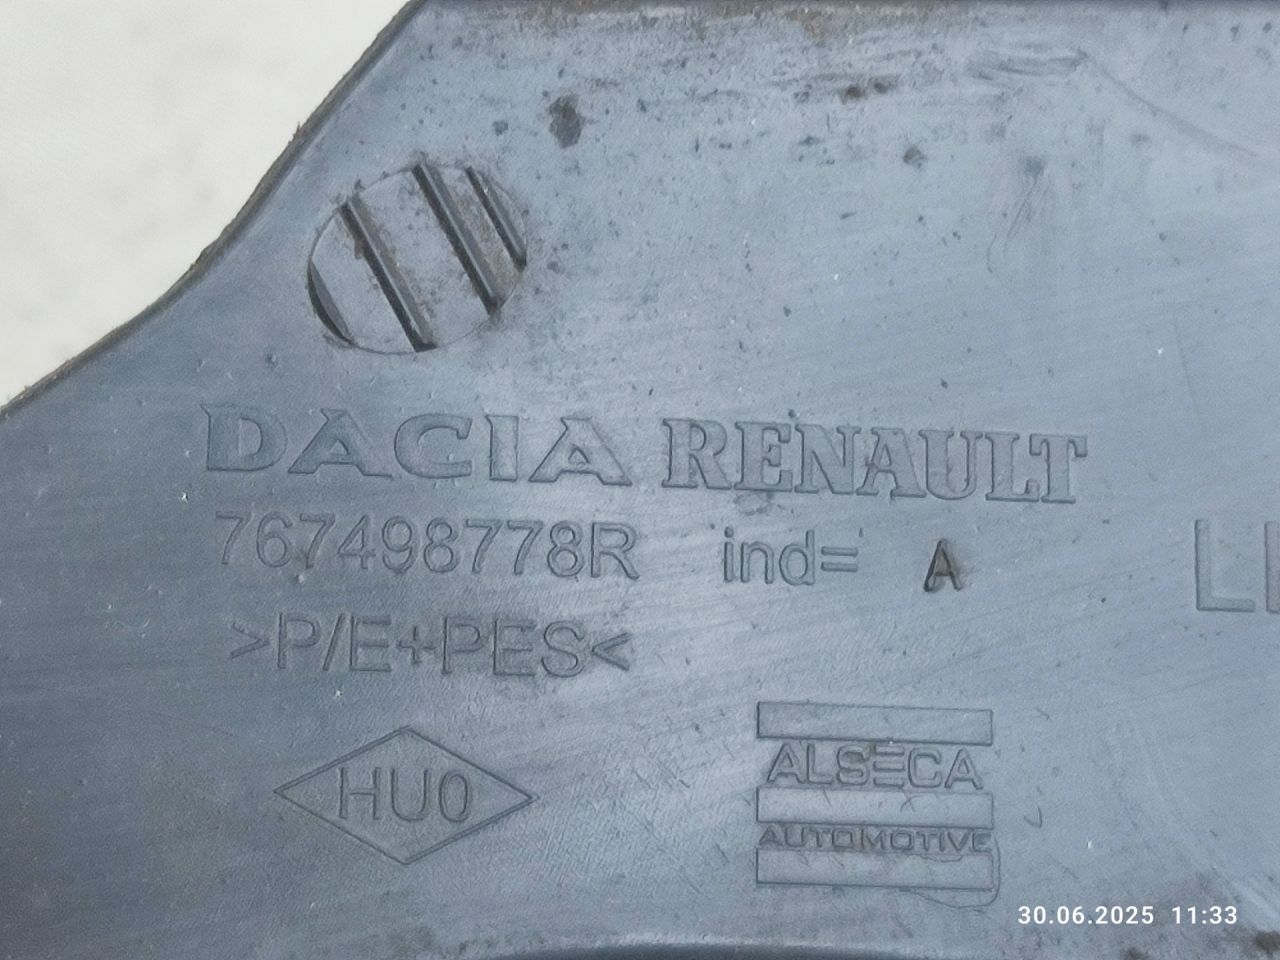 DACIA RENAULT
767498778R ind= A
>P/E+PES<
HU0
ALSECA
AUTOMOTIVE
30.06.2025 11:33